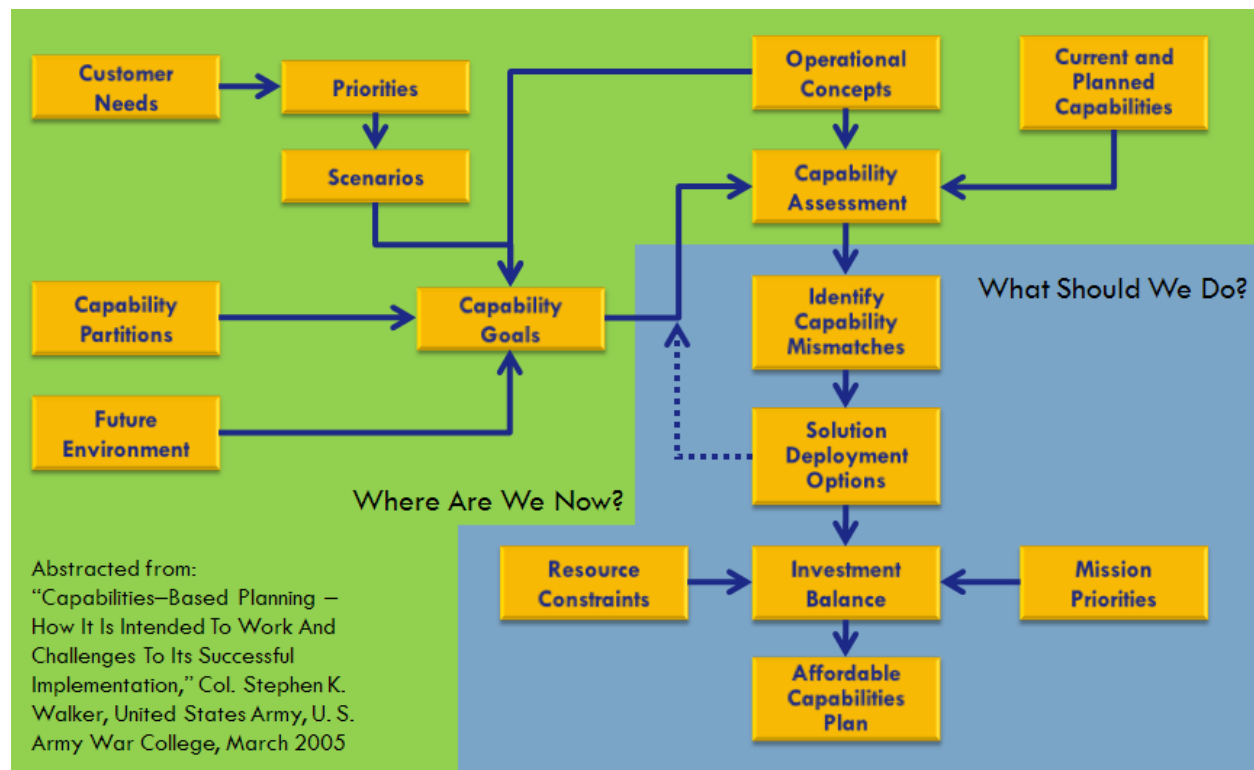 Customer
Needs
Priorities
Scenarios
Operational
Concepts
Current and
Planned
Capabilities
Capability
Assessment
Capability
Partitions
Capability
Goals
Future
Environment
Where Are We Now?
What Should We Do?
Identify
Capability
Mismatches
Solution
Deployment
Options
Resource
Constraints
Investment
Balance
Mission
Priorities
Affordable
Capabilities
Plan
Abstracted from:
“Capabilities–Based Planning –
How It Is Intended To Work And
Challenges To Its Successful
Implementation,” Col. Stephen K.
Walker, United States Army, U. S.
Army War College, March 2005